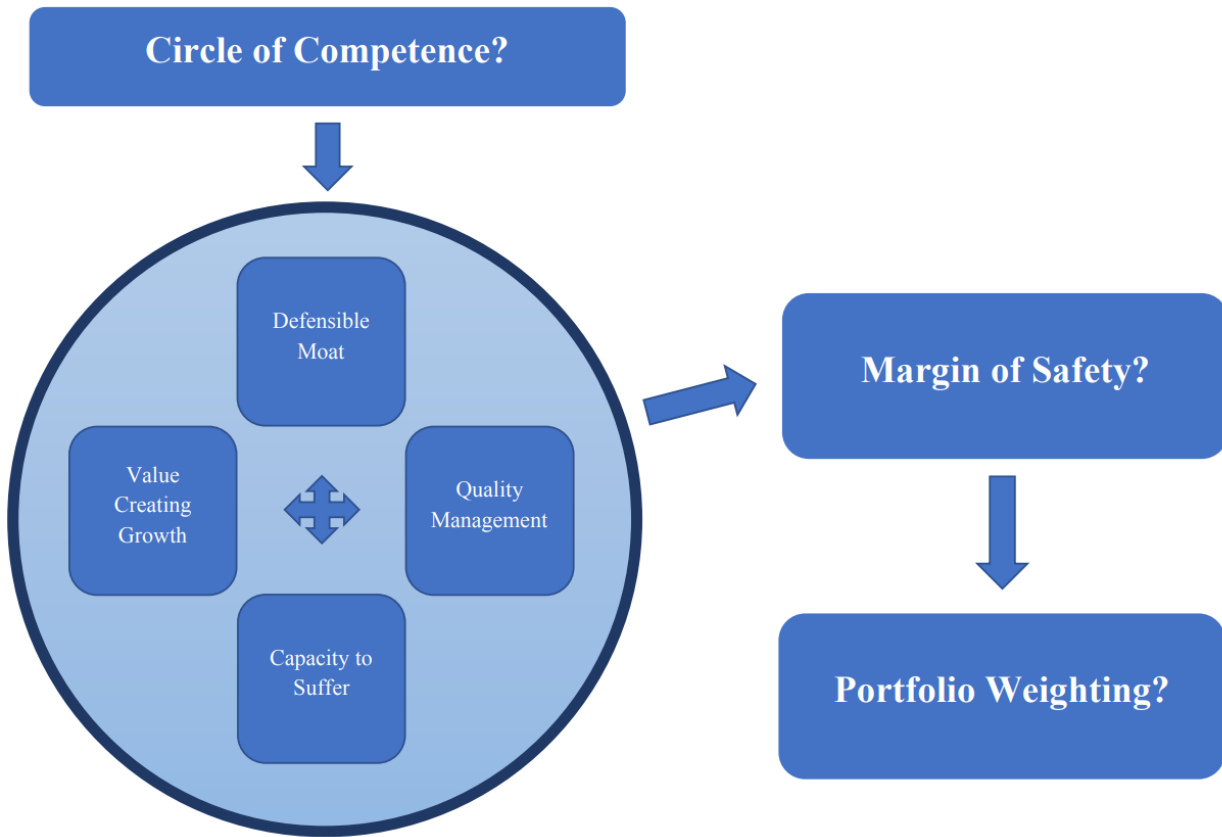 Circle of Competence?
Defensible
Moat
Value
Creating
Growth
Quality
Management
Capacity to
Suffer
Margin of Safety?
Portfolio Weighting?